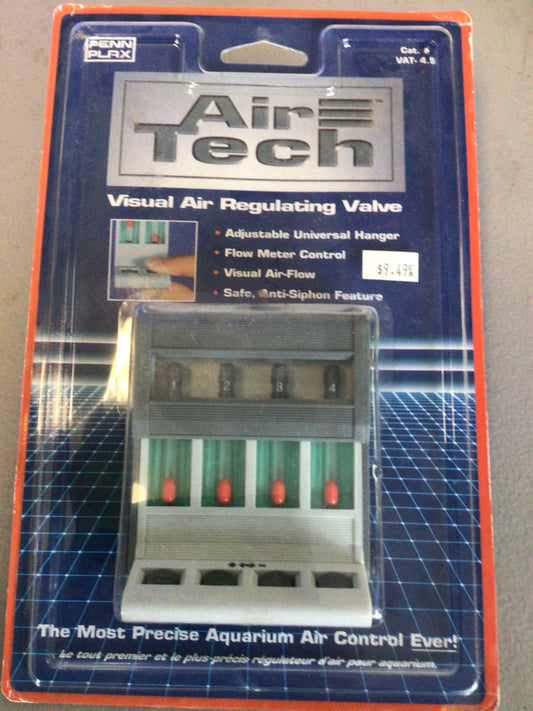 PENN
PLAX
Cat. #
VAT- 4.5
Air
Tech™
Visual Air Regulating Valve
• Adjustable Universal Hanger
• Flow Meter Control
• Visual Air-Flow
• Safe, Anti-Siphon Feature
$9.49
1 2 3 4
The Most Precise Aquarium Air Control Ever!
Le tout premier et le plus précis régulateur d'air pour aquarium.